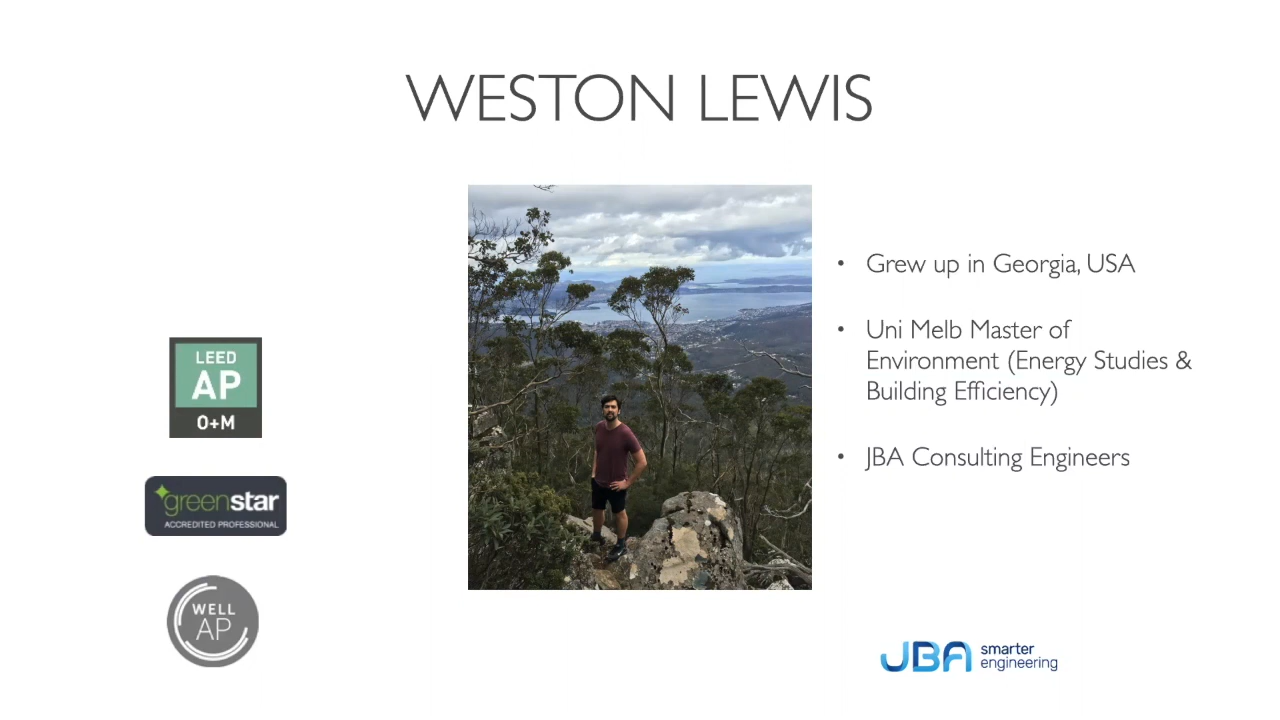 WESTON LEWIS
LEED
AP
O+M
greenstar
ACCREDITED PROFESSIONAL
WELL
AP
• Grew up in Georgia, USA
• Uni Melb Master of
Environment (Energy Studies &
Building Efficiency)
• JBA Consulting Engineers
JBA smarter
engineering